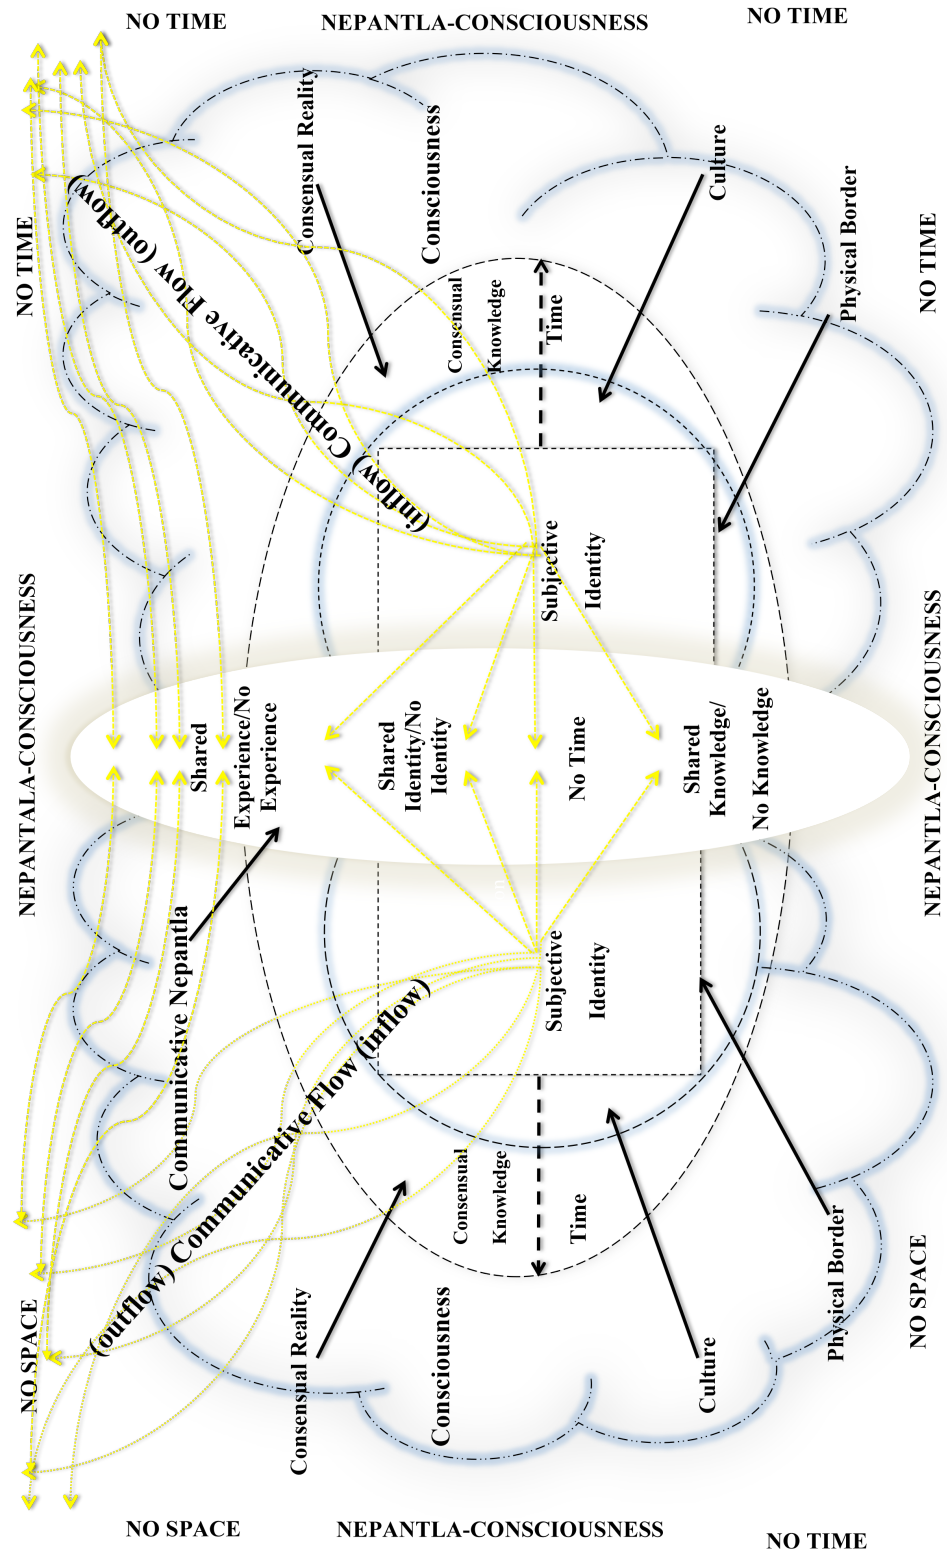 NO TIME
NEPANTLA-CONSCIOUSNESS
NO TIME
NO TIME
Consensual Reality
Consciousness
Culture
Physical Border
NO TIME
(inflow) Communicative Flow (outflow)
Consensual
Knowledge
Time
Subjective
Identity
NEPANTALA-CONSCIOUSNESS
Shared
Experience/No
Experience
Shared
Identity/No
Identity
No Time
Shared
Knowledge/
No Knowledge
NEPANTLA-CONSCIOUSNESS
Communicative Nepantla
Subjective
Identity
(outflow) Communicative Flow (inflow)
Consensual
Knowledge
Time
NO SPACE
Consensual Reality
Consciousness
Culture
Physical Border
NO SPACE
NO SPACE
NEPANTLA-CONSCIOUSNESS
NO TIME